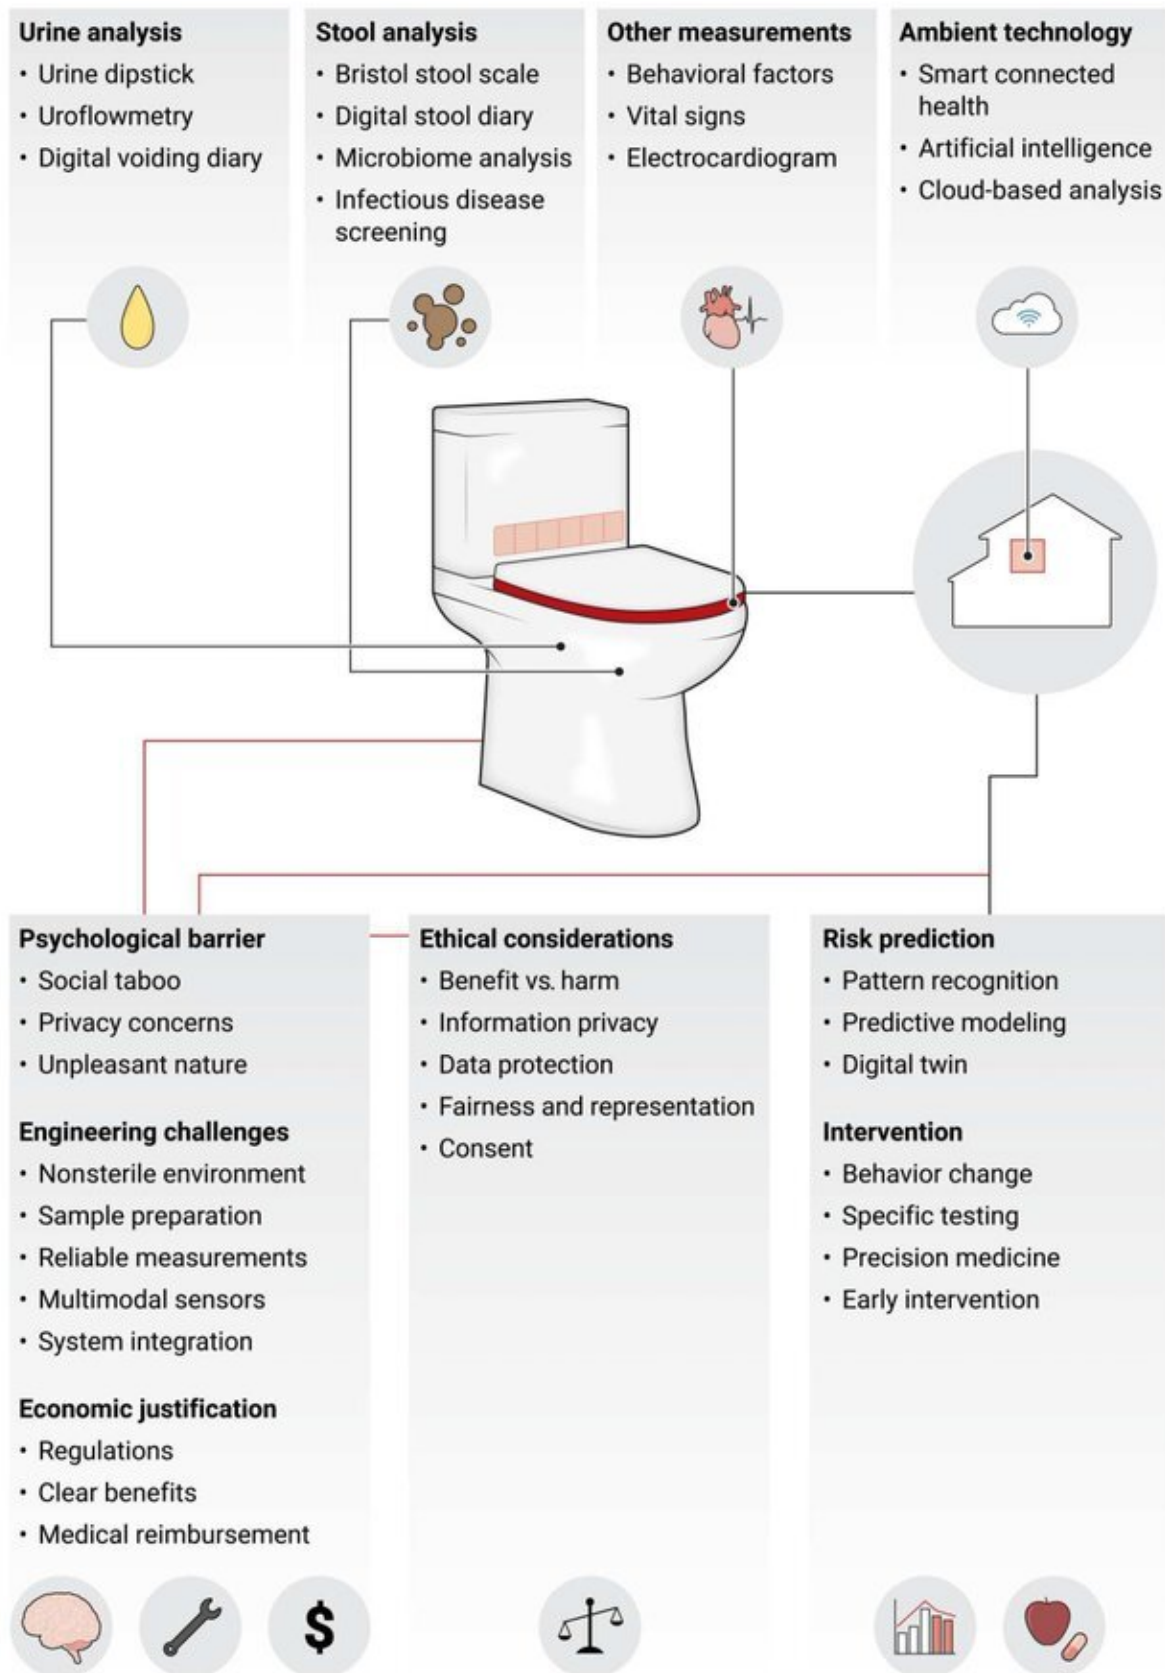 Urine analysis
• Urine dipstick
• Uroflowmetry
• Digital voiding diary
Stool analysis
• Bristol stool scale
• Digital stool diary
• Microbiome analysis
• Infectious disease
screening
Other measurements
• Behavioral factors
• Vital signs
• Electrocardiogram
Ambient technology
• Smart connected
health
• Artificial intelligence
• Cloud-based analysis
Psychological barrier
• Social taboo
• Privacy concerns
• Unpleasant nature
Engineering challenges
• Nonsterile environment
• Sample preparation
• Reliable measurements
• Multimodal sensors
• System integration
Economic justification
• Regulations
• Clear benefits
• Medical reimbursement
$
Ethical considerations
• Benefit vs. harm
• Information privacy
• Data protection
• Fairness and representation
• Consent
Risk prediction
• Pattern recognition
• Predictive modeling
• Digital twin
Intervention
• Behavior change
• Specific testing
• Precision medicine
• Early intervention